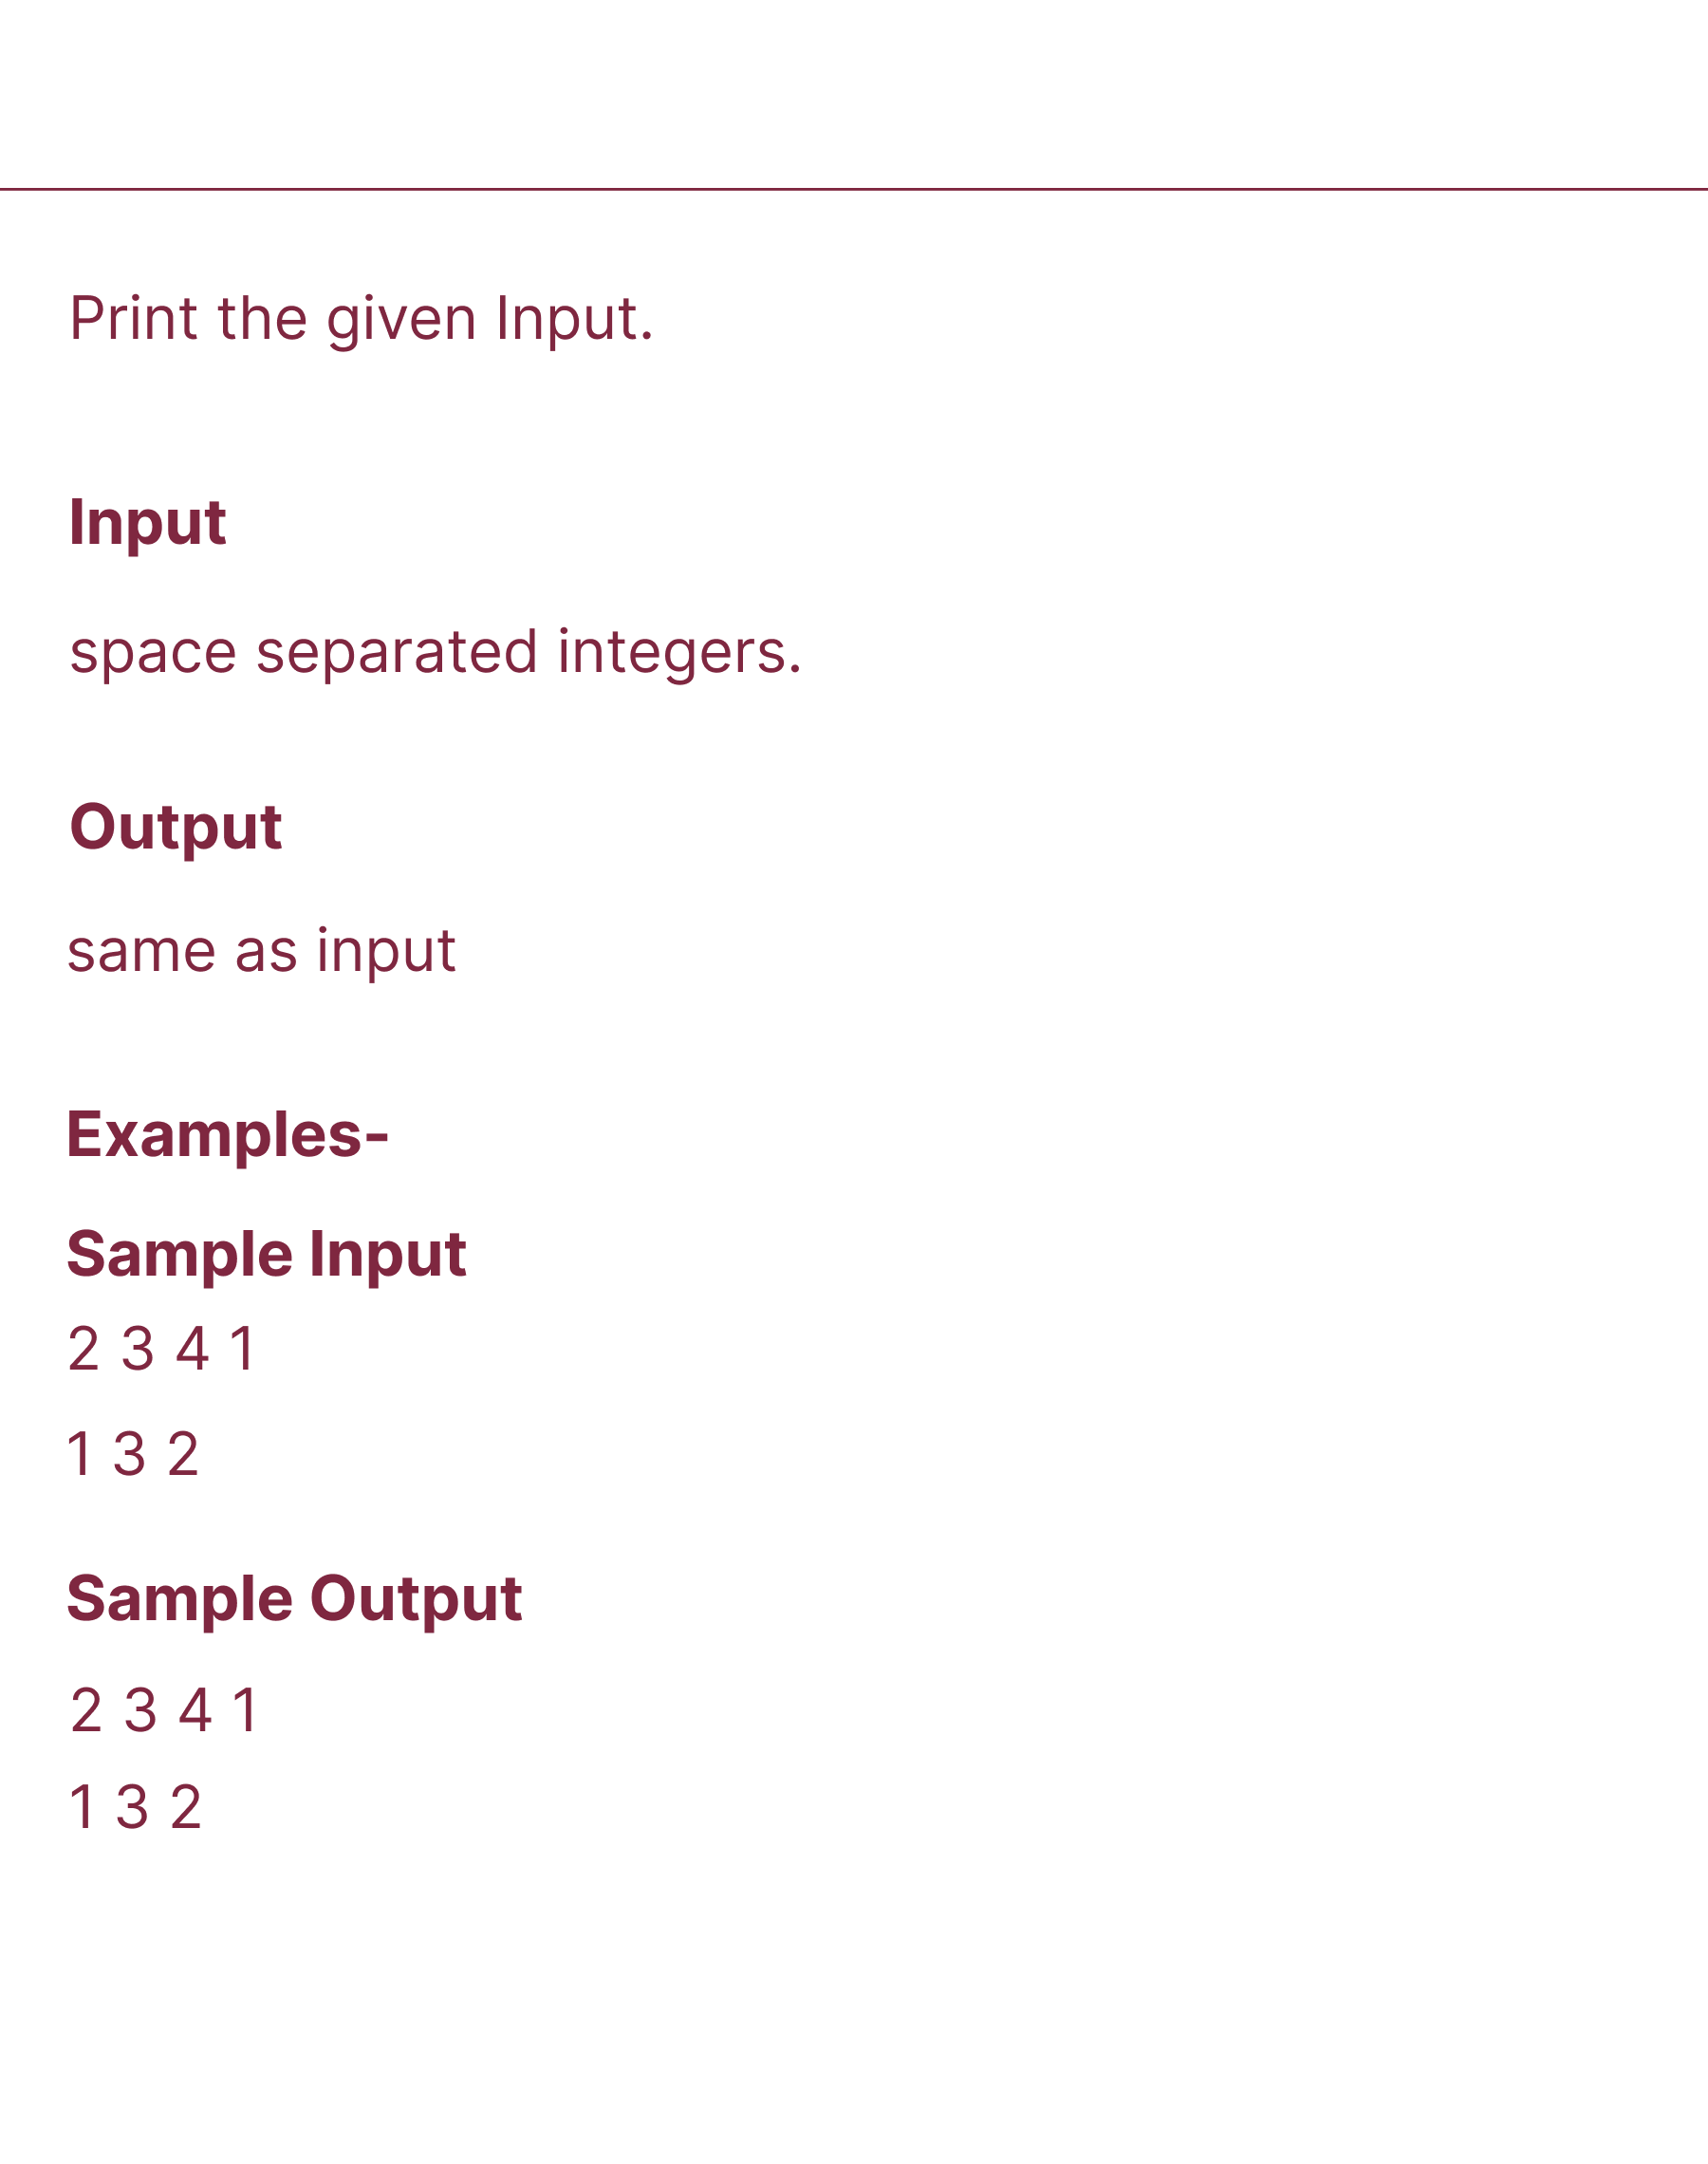 Print the given Input.
Input
space separated integers.
Output
same as input
Examples-
Sample Input
2 3 4 1
1 3 2
Sample Output
2 3 4 1
1 3 2